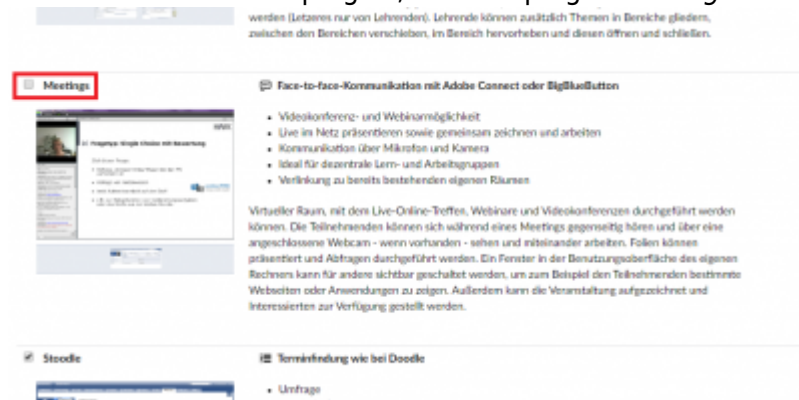 werden (Letzeres nur von Lehrenden). Lehrende können zusätzlich Themen in Bereiche gliedern,
zwischen den Bereichen verschieben, im Bereich hervorheben und diesen öffnen und schließen.
Meetings
Face-to-face-Kommunikation mit Adobe Connect oder BigBlueButton
Videokonferenz- und Webinarmöglichkeit
Live im Netz präsentieren sowie gemeinsam zeichnen und arbeiten
Kommunikation über Mikrofon und Kamera
Ideal für dezentrale Lern- und Arbeitsgruppen
Verlinkung zu bereits bestehenden eigenen Räumen
Virtueller Raum, mit dem Live-Online-Treffen, Webinare und Videokonferenzen durchgeführt werden
können. Die Teilnehmenden können sich während eines Meetings gegenseitig hören und über eine
angeschlossene Webcam - wenn vorhanden - sehen und miteinander arbeiten. Folien können
präsentiert und Abfragen durchgeführt werden. Ein Fenster in der Benutzungsoberfläche des eigenen
Rechners kann für andere sichtbar geschaltet werden, um zum Beispiel den Teilnehmenden bestimmte
Webseiten oder Anwendungen zu zeigen. Außerdem kann die Veranstaltung aufgezeichnet und
Interessierten zur Verfügung gestellt werden.
Stoodle
Terminfindung wie bei Doodle
Umfrage